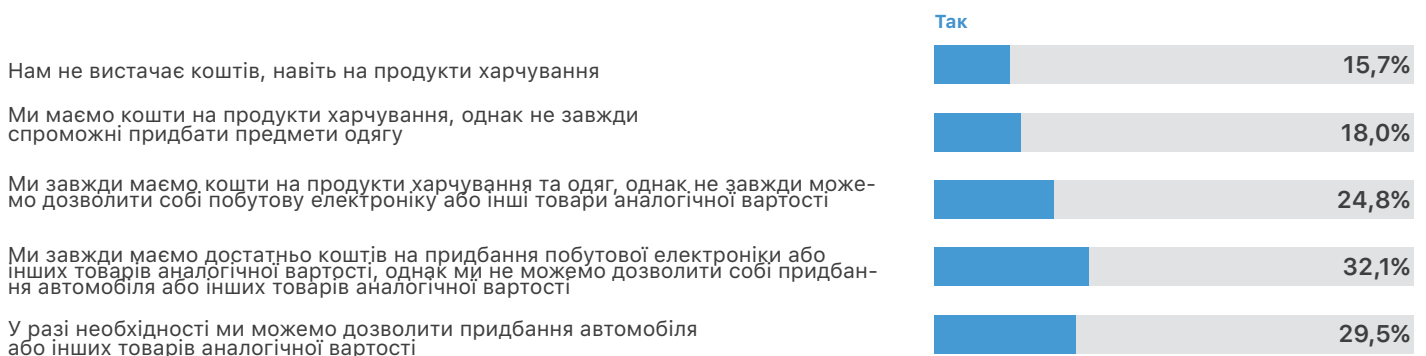 Так
Нам не вистачає коштів, навіть на продукти харчування
15,7%
Ми маємо кошти на продукти харчування, однак не завжди
спроможні придбати предмети одягу
18,0%
Ми завжди маємо кошти на продукти харчування та одяг, однак не завжди може-
мо дозволити собі побутову електроніку або інші товари аналогічної вартості
24,8%
Ми завжди маємо достатньо коштів на придбання побутової електроніки або
інших товарів аналогічної вартості, однак ми не можемо дозволити собі придбан-
ня автомобіля або інших товарів аналогічної вартості
32,1%
У разі необхідності ми можемо дозволити придбання автомобіля
або інших товарів аналогічної вартості
29,5%